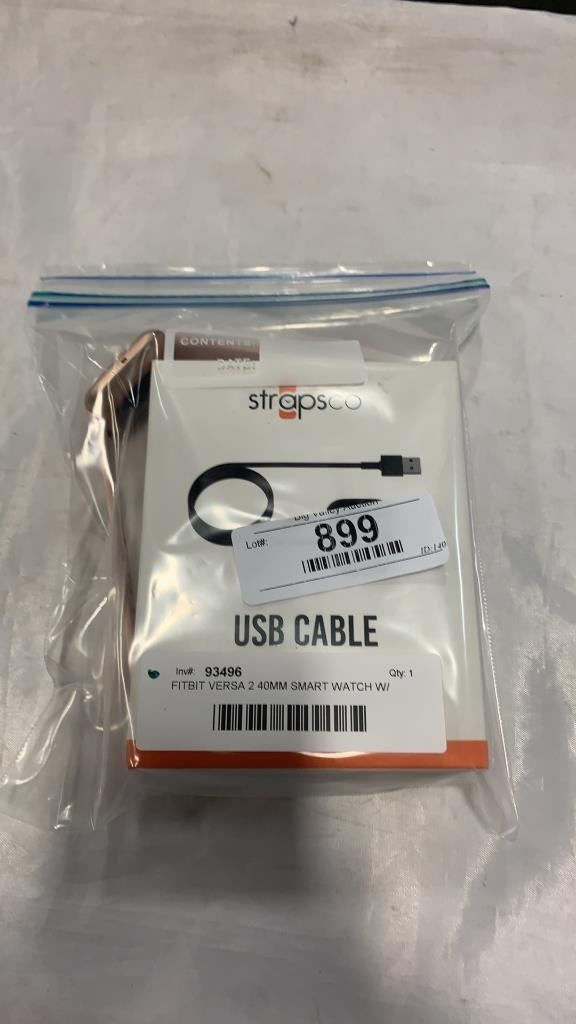 CONTENTS:
DATE:
strapsco
Big Valley Auction
Lot#: 899
ID:140
USB CABLE
Inv#: 93496 Qty: 1
FITBIT VERSA 2 40MM SMART WATCH W/